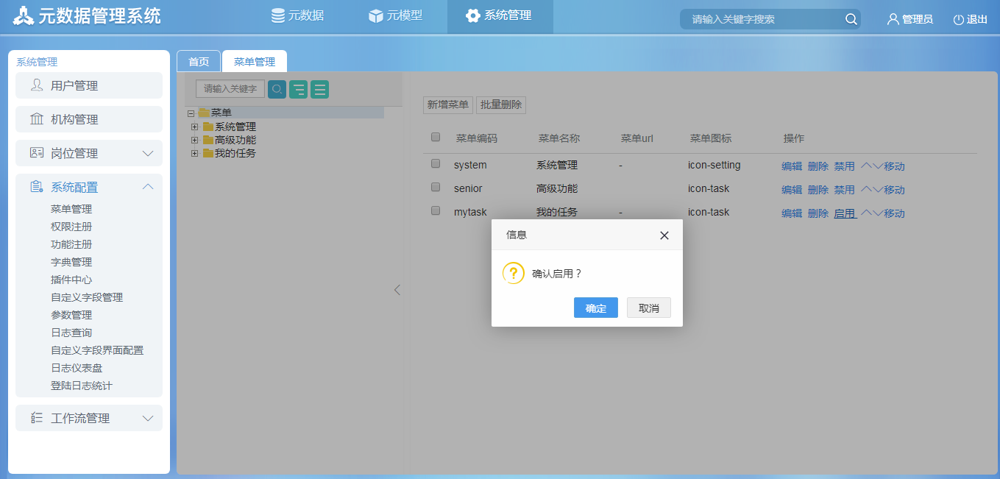 元数据管理系统
元数据
元模型
系统管理
请输入关键字搜索
管理员
退出
系统管理
用户管理
机构管理
岗位管理
系统配置
菜单管理
权限注册
功能注册
字典管理
插件中心
自定义字段管理
参数管理
日志查询
自定义字段界面配置
日志仪表盘
登陆日志统计
工作流管理
首页
菜单管理
请输入关键字
菜单
系统管理
高级功能
我的任务
新增菜单
批量删除
菜单编码 菜单名称 菜单url 菜单图标 操作
system 系统管理 - icon-setting 编辑 删除 禁用 移动
senior 高级功能 icon-task 编辑 删除 禁用 移动
mytask 我的任务 - icon-task 编辑 删除 启用 移动
信息
确认启用？
确定
取消